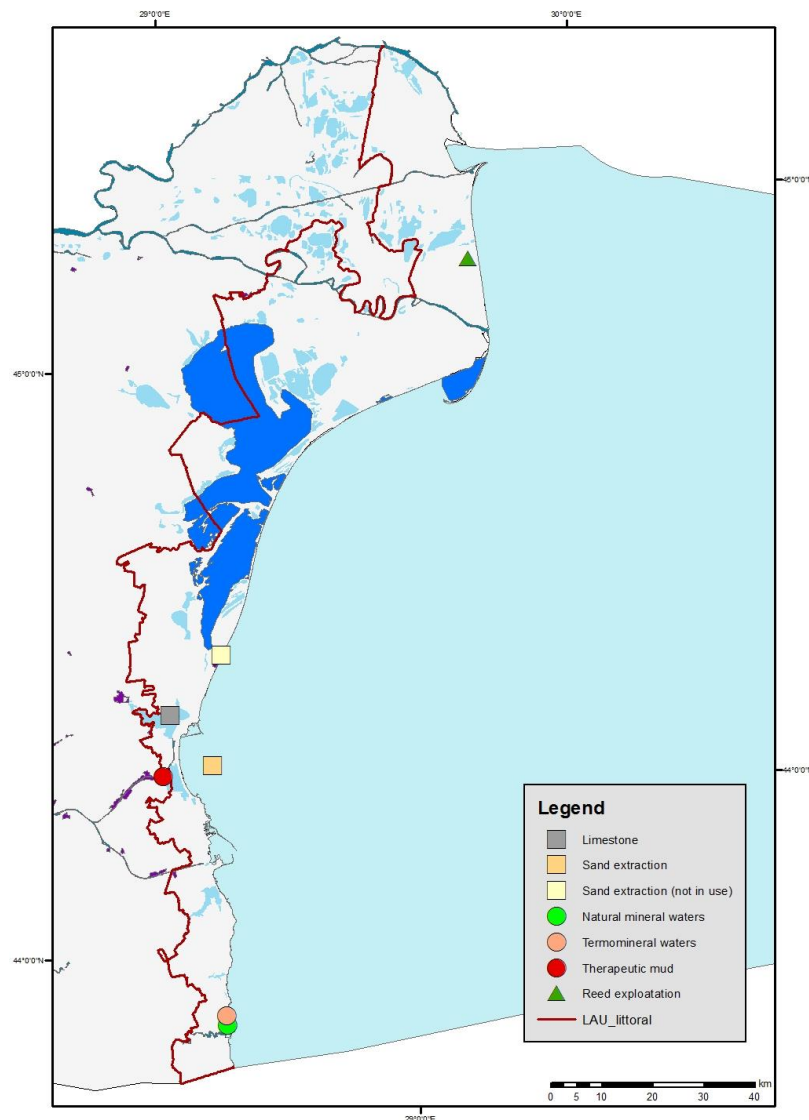 29°0'0"E
30°0'0"E
45°0'0"N
45°0'0"N
44°0'0"N
44°0'0"N
Legend
Limestone
Sand extraction
Sand extraction (not in use)
Natural mineral waters
Termomineral waters
Therapeutic mud
Reed exploatation
LAU_littoral
km
0 5 10 20 30 40
29°0'0"E